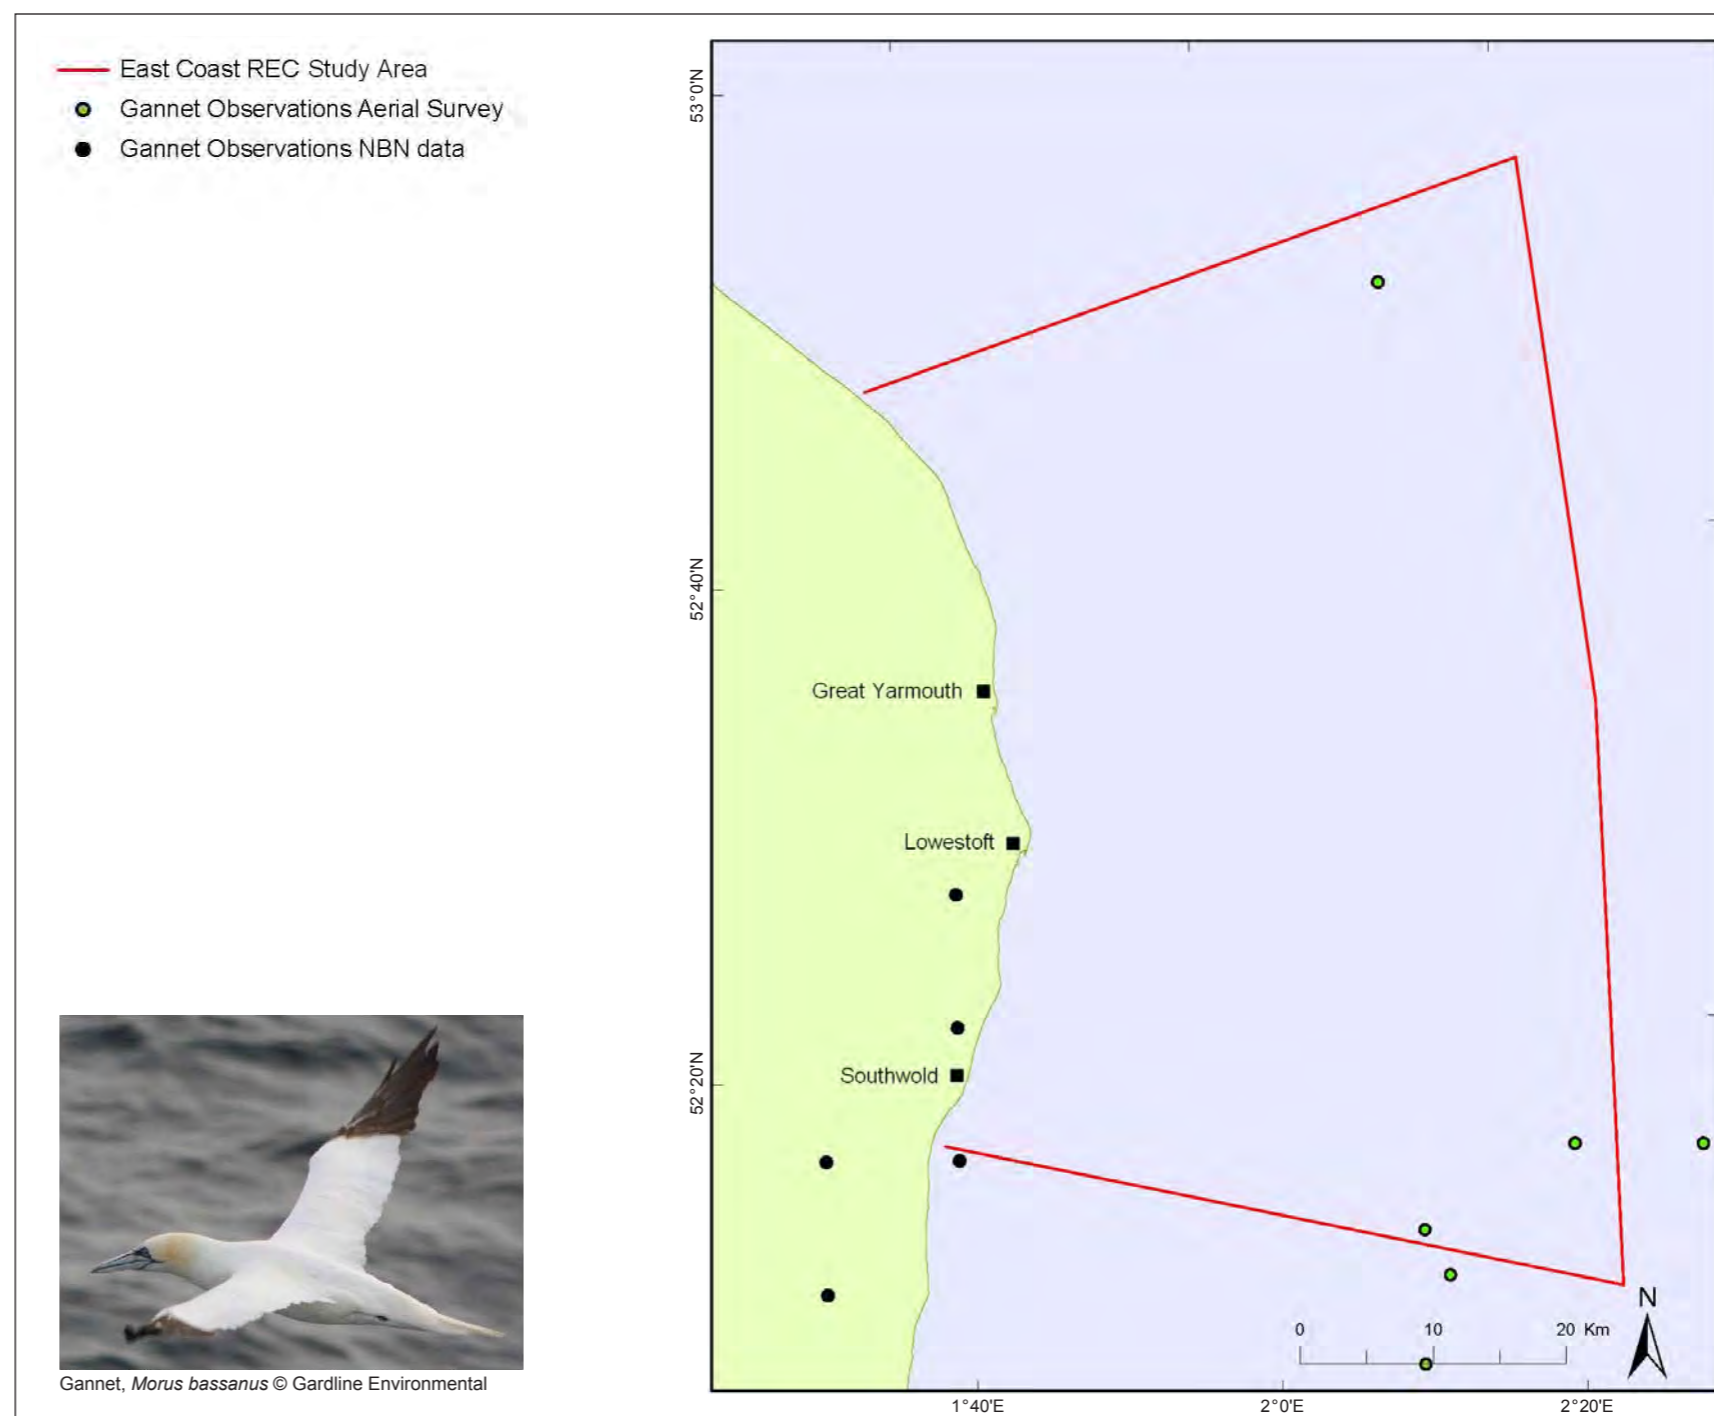 East Coast REC Study Area
Gannet Observations Aerial Survey
Gannet Observations NBN data
53°0'N
52°40'N
Great Yarmouth
Lowestoft
52°20'N
Southwold
N
0 10 20 Km
1°40'E 2°0'E 2°20'E
Gannet, Morus bassanus © Gardline Environmental